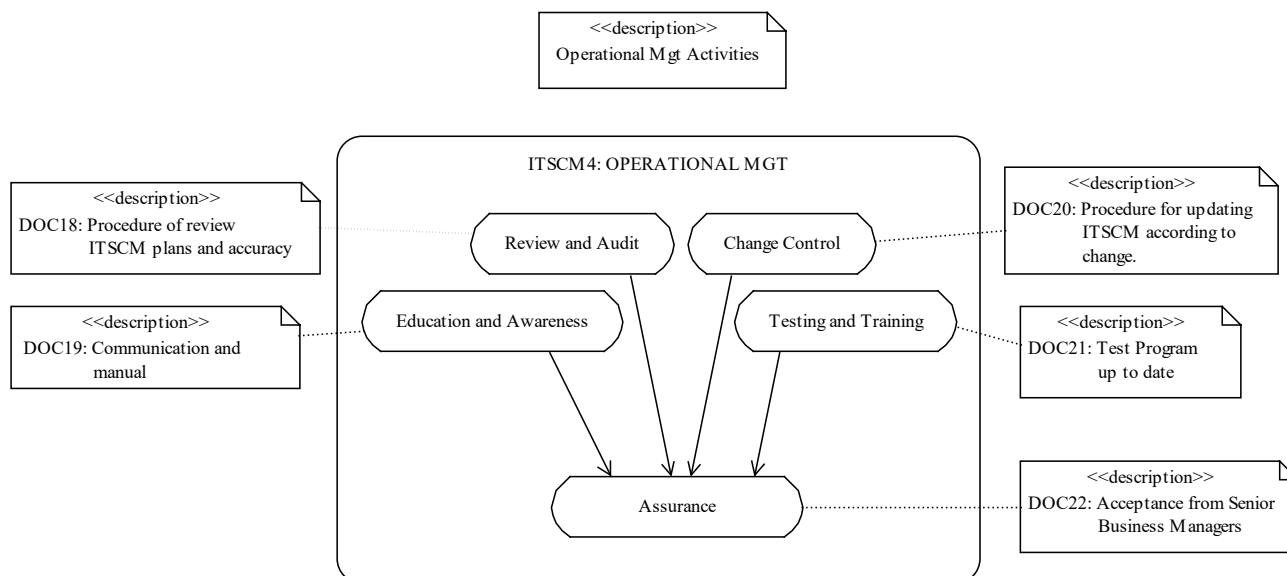 <<description>>
Operational Mgt Activities
ITSCM4: OPERATIONAL MGT
<<description>>
DOC18: Procedure of review
ITSCM plans and accuracy
<<description>>
DOC20: Procedure for updating
ITSCM according to
change.
Review and Audit
Change Control
<<description>>
DOC19: Communication and
manual
Education and Awareness
Testing and Training
<<description>>
DOC21: Test Program
up to date
Assurance
<<description>>
DOC22: Acceptance from Senior
Business Managers